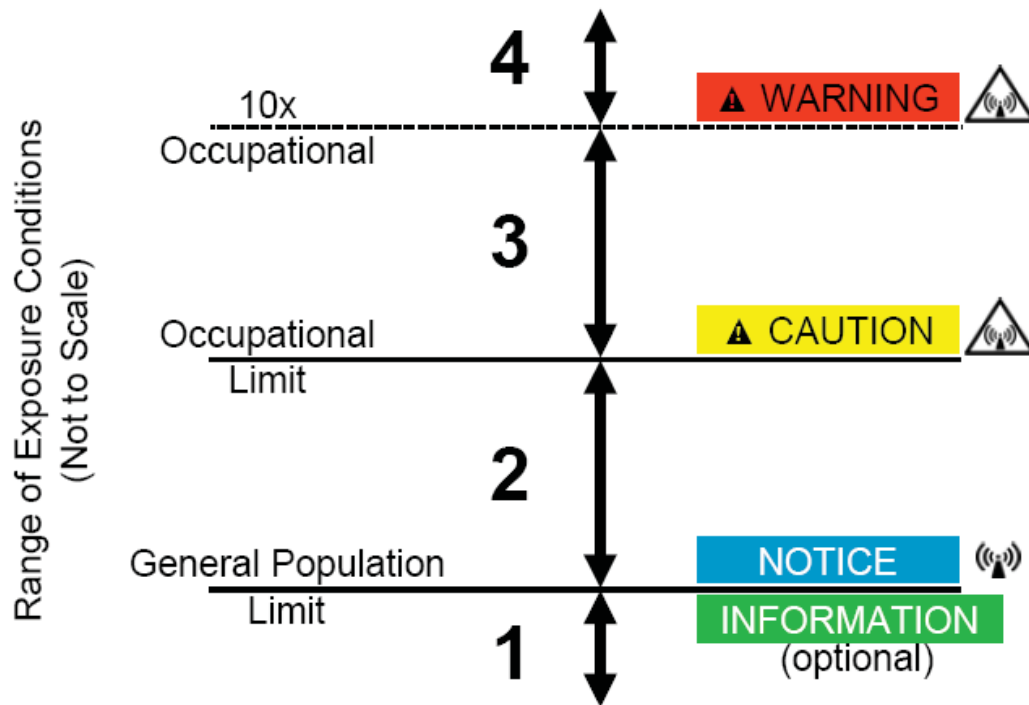 4
WARNING
10x
Occupational
3
Occupational
Limit
CAUTION
2
General Population
Limit
NOTICE
1
INFORMATION
(optional)
Range of Exposure Conditions
(Not to Scale)